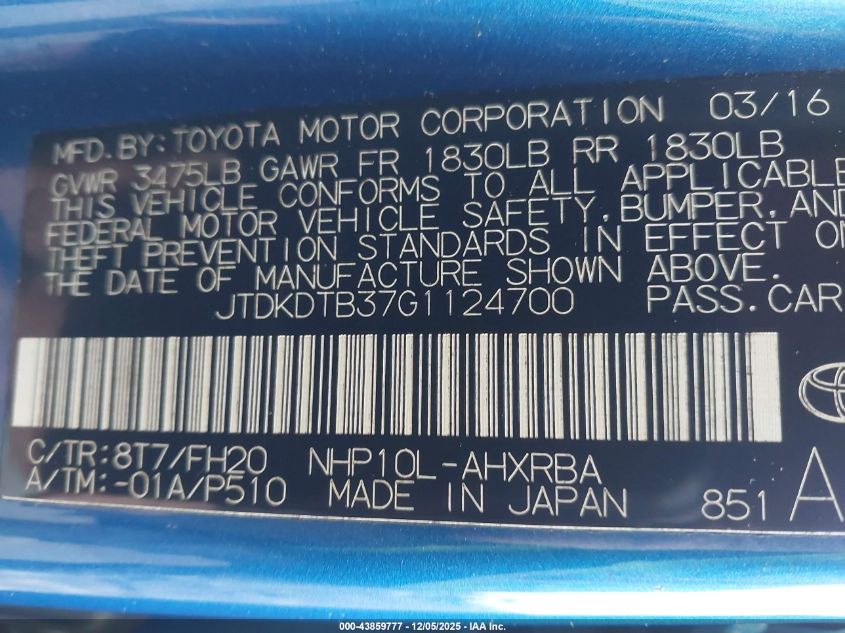 MFD. BY: TOYOTA MOTOR CORPORATION 03/16
GVWR 3475LB GAWR FR 1830LB RR 1830LB
THIS VEHICLE CONFORMS TO ALL APPLICABLE
FEDERAL MOTOR VEHICLE SAFETY, BUMPER, AND
THEFT PREVENTION STANDARDS IN EFFECT ON
THE DATE OF MANUFACTURE SHOWN ABOVE.
JTDKDTB37G1124700 PASS. CAR
C/TR: 8T7/FH20 NHP10L-AHXRBA
A/TM: -01A/P510 MADE IN JAPAN 851 A
000-43859777 - 12/05/2025 - IAA Inc.